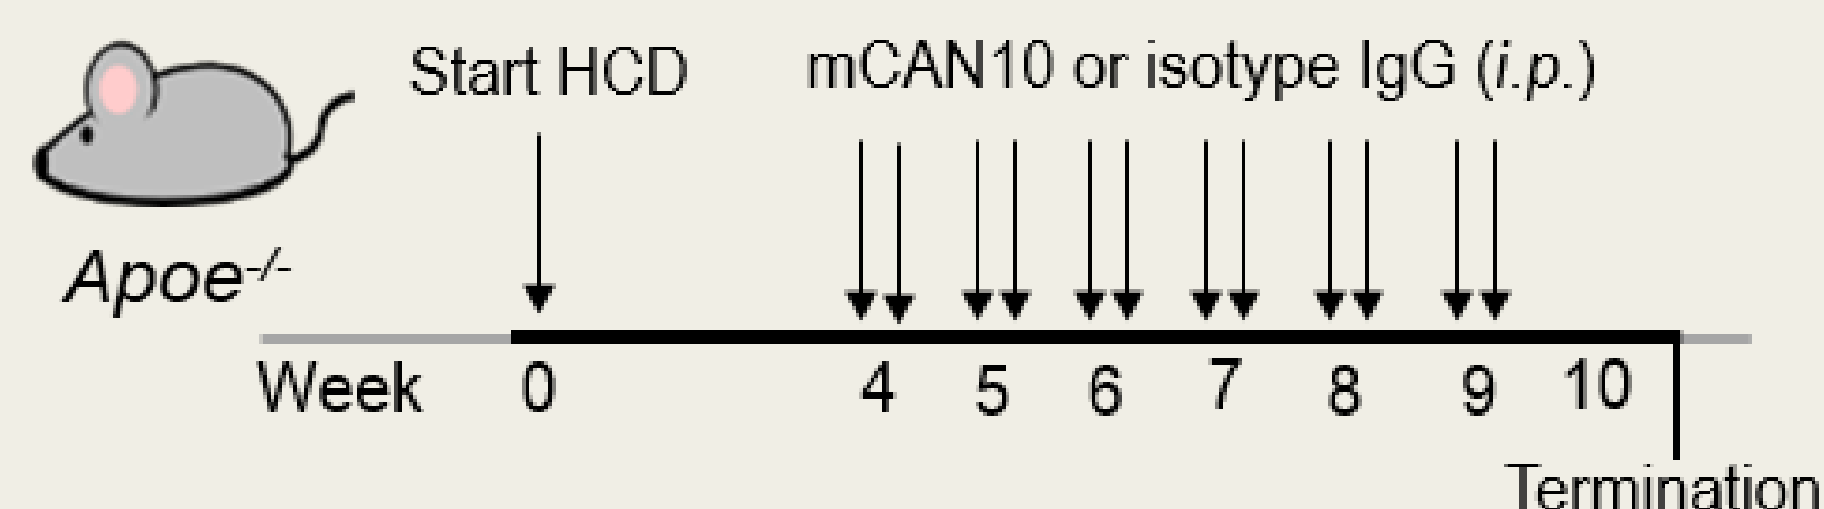 Start HCD
mCAN10 or isotype IgG (i.p.)
Apoe-/-
Week 0 4 5 6 7 8 9 10
Termination